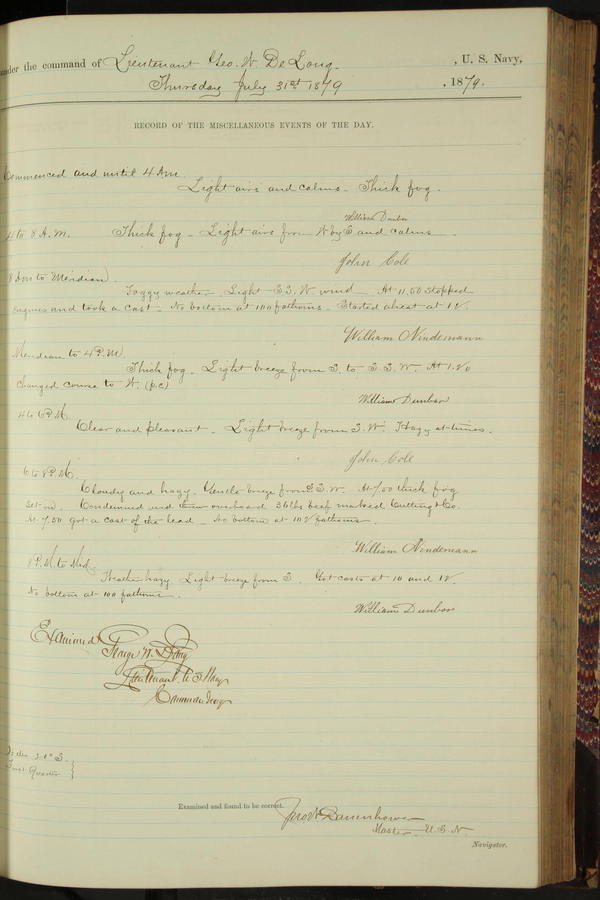 under the command of Lieutenant Geo. W. De Long, U. S. Navy,
Thursday July 31st 1879, 1879.
RECORD OF THE MISCELLANEOUS EVENTS OF THE DAY.
Commenced and until 4 A.M.
Light airs and calms - Thick fog.
William Dunbar
4 to 8 A.M. Thick fog - Light airs from W by S and calms.
John Cole
8 A.M. to Meridian.
Foggy weather. Light S.S.W. wind. At 11.50 stopped
Engines and took a cast - No bottom at 100 fathoms - Started ahead at 12.
William Nindemann
Meridian to 4 P.M.
Thick fog. Light breeze from S. to S.S.W. At 1.20
changed course to W. (p.c)
William Dunbar
4 to 6 P.M.
Clear and pleasant. Light breeze from S.W. Hazy at times.
John Cole
6 to 8 P.M.
Cloudy and hazy. Gentle breeze from S.S.W. At 7.00 thick fog
set in. Condemned and threw overboard 36 lbs beef marked Cutting & Co.
At 7.50 got a cast of the lead - No bottom at 102 fathoms.
William Nindemann
8 P.M. to Mid.
Weather hazy. Light breeze from S. Got casts at 10 and 12.
No bottom at 100 fathoms.
William Dunbar
Examined
George W. De Long
Lieutenant U.S. Navy
Commanding
21° S.
Quarter
Examined and found to be correct.
Jno W. Danenhower
Master U.S.N.
Navigator.